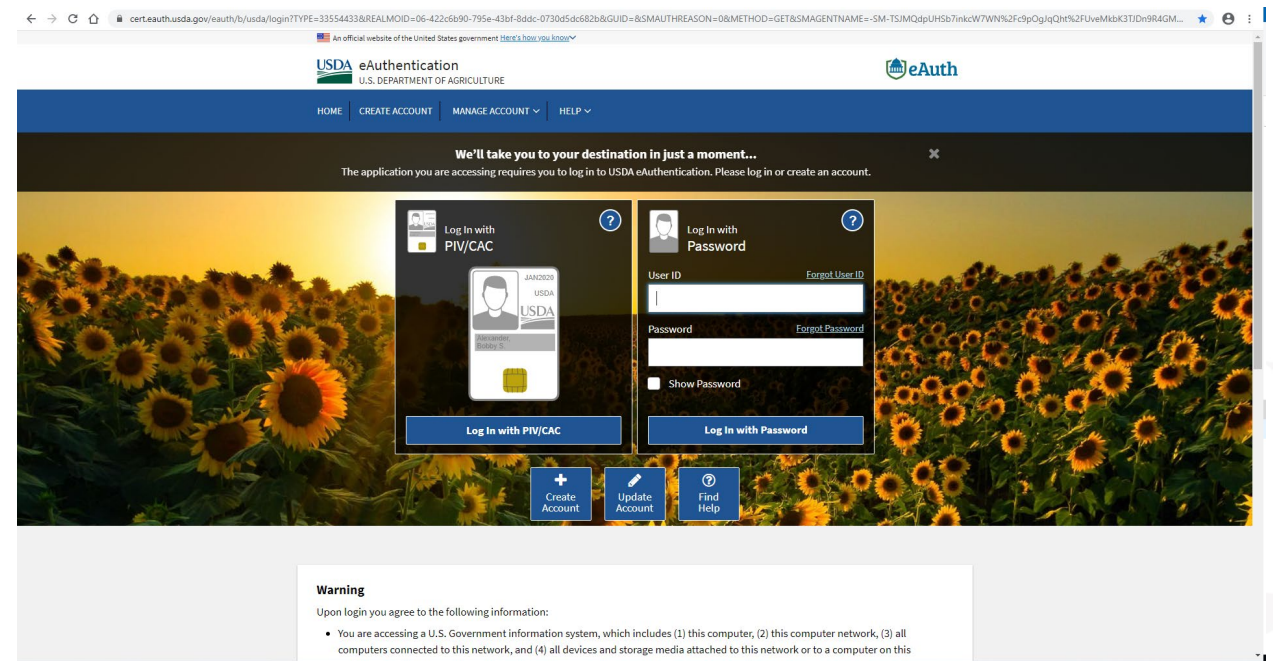 cert.eauth.usda.gov/eauth/b/usda/login?TYPE=33554433&REALMOID=06-422c6b90-795e-43bf-8ddc-0730d5dc682b&GUID=&SMAUTHREASON=0&METHOD=GET&SMAGENTNAME=-SM-TSJMQdpUHSb7inkcW7WN%2Fc9pOgJqQht%2FUveMkbK3TJDn9R4GM...
An official website of the United States government Here's how you know
USDA eAuthentication
U.S. DEPARTMENT OF AGRICULTURE
eAuth
HOME CREATE ACCOUNT MANAGE ACCOUNT HELP
We'll take you to your destination in just a moment...
The application you are accessing requires you to log in to USDA eAuthentication. Please log in or create an account.
Log In with
PIV/CAC
?
JAN2020
USDA
USDA
Alexander,
Bobby S.
Log In with PIV/CAC
Log In with
Password
?
User ID Forgot User ID
Password Forgot Password
Show Password
Log In with Password
Create
Account
Update
Account
Find
Help
Warning
Upon login you agree to the following information:
• You are accessing a U.S. Government information system, which includes (1) this computer, (2) this computer network, (3) all
computers connected to this network, and (4) all devices and storage media attached to this network or to a computer on this